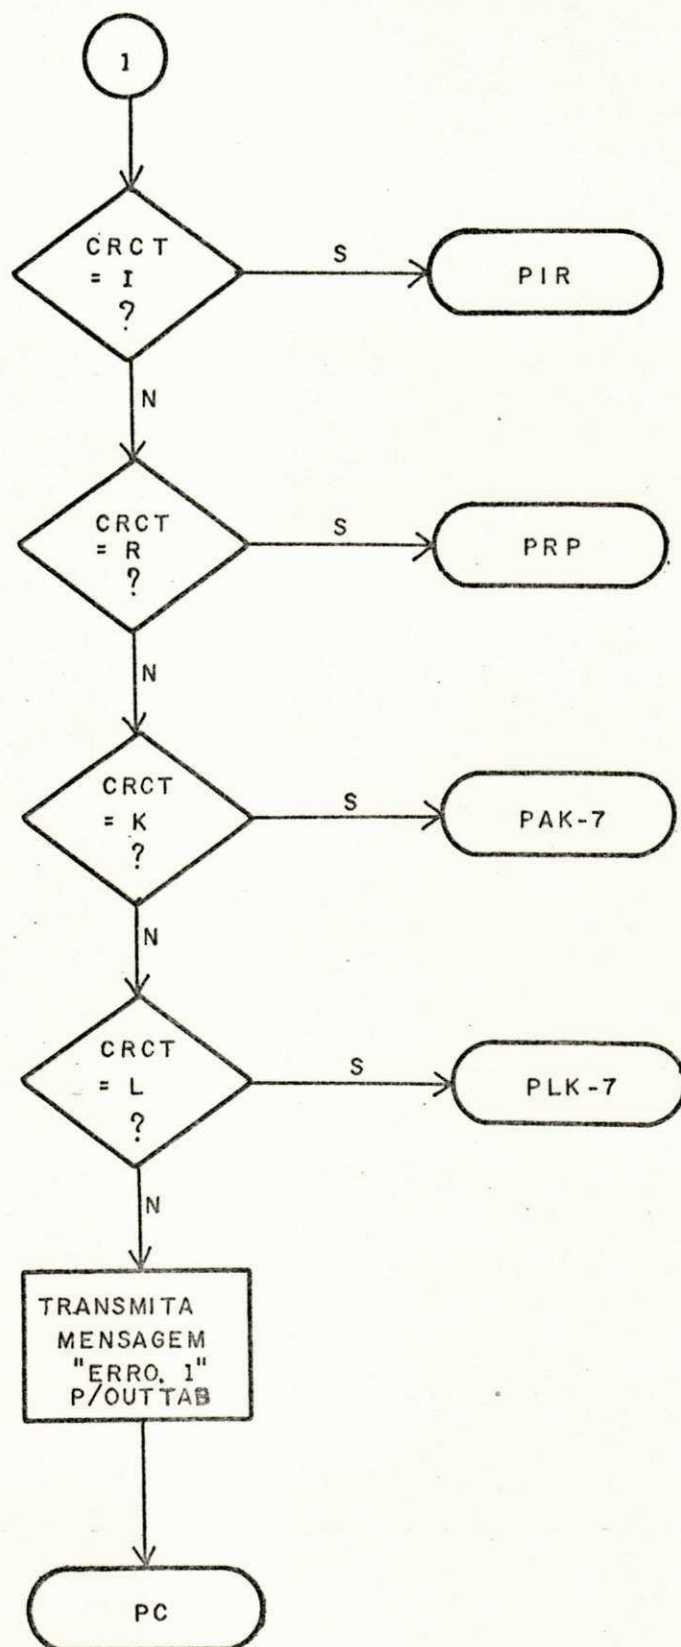 1
CRCT
= I
?
S
PIR
N
CRCT
= R
?
S
PRP
N
CRCT
= K
?
S
PAK-7
N
CRCT
= L
?
S
PLK-7
N
TRANSMITA
MENSAGEM
"ERRO. 1"
P/OUTTAB
PC